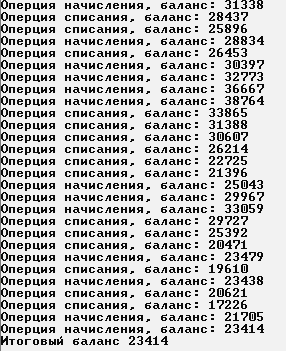 Оперция начисления, баланс: 31338
Оперция списания, баланс: 28437
Оперция списания, баланс: 25896
Оперция начисления, баланс: 28834
Оперция списания, баланс: 26453
Оперция начисления, баланс: 30397
Оперция начисления, баланс: 32773
Оперция начисления, баланс: 36667
Оперция начисления, баланс: 38764
Оперция списания, баланс: 33865
Оперция списания, баланс: 31388
Оперция списания, баланс: 30607
Оперция списания, баланс: 26214
Оперция списания, баланс: 22725
Оперция списания, баланс: 21396
Оперция начисления, баланс: 25043
Оперция начисления, баланс: 29967
Оперция начисления, баланс: 33059
Оперция списания, баланс: 29727
Оперция списания, баланс: 25392
Оперция списания, баланс: 20471
Оперция начисления, баланс: 23479
Оперция списания, баланс: 19610
Оперция начисления, баланс: 23438
Оперция списания, баланс: 20621
Оперция списания, баланс: 17226
Оперция начисления, баланс: 21705
Оперция начисления, баланс: 23414
Итоговый баланс 23414